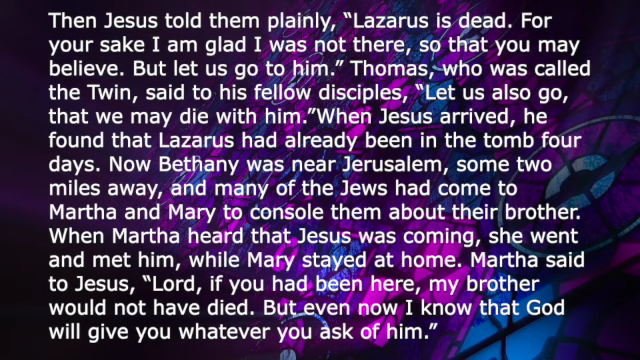 Then Jesus told them plainly, “Lazarus is dead. For
your sake I am glad I was not there, so that you may
believe. But let us go to him.” Thomas, who was called
the Twin, said to his fellow disciples, “Let us also go,
that we may die with him.”When Jesus arrived, he
found that Lazarus had already been in the tomb four
days. Now Bethany was near Jerusalem, some two
miles away, and many of the Jews had come to
Martha and Mary to console them about their brother.
When Martha heard that Jesus was coming, she went
and met him, while Mary stayed at home. Martha said
to Jesus, “Lord, if you had been here, my brother
would not have died. But even now I know that God
will give you whatever you ask of him.”